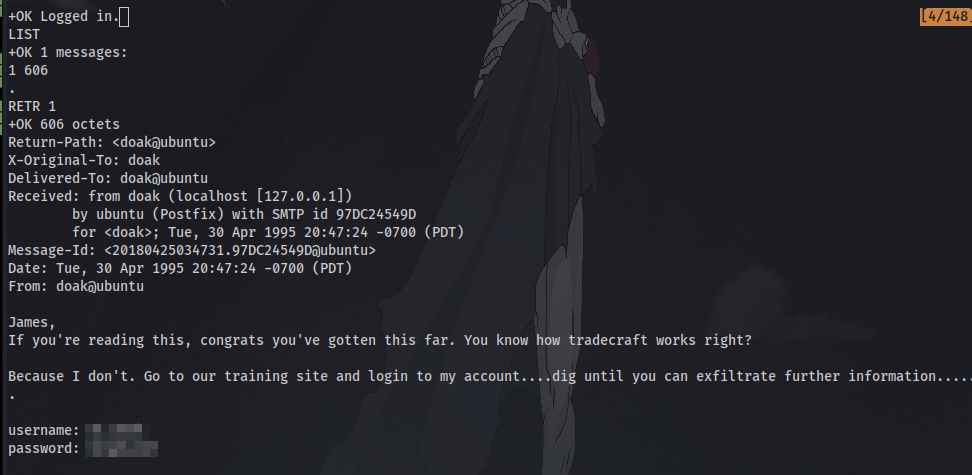 +OK Logged in.
[4/148]
LIST
+OK 1 messages:
1 606
.
RETR 1
+OK 606 octets
Return-Path: <doak@ubuntu>
X-Original-To: doak
Delivered-To: doak@ubuntu
Received: from doak (localhost [127.0.0.1])
        by ubuntu (Postfix) with SMTP id 97DC24549D
        for <doak>; Tue, 30 Apr 1995 20:47:24 -0700 (PDT)
Message-Id: <20180425034731.97DC24549D@ubuntu>
Date: Tue, 30 Apr 1995 20:47:24 -0700 (PDT)
From: doak@ubuntu

James,
If you're reading this, congrats you've gotten this far. You know how tradecraft works right?

Because I don't. Go to our training site and login to my account....dig until you can exfiltrate further information.....
.

username:
password: